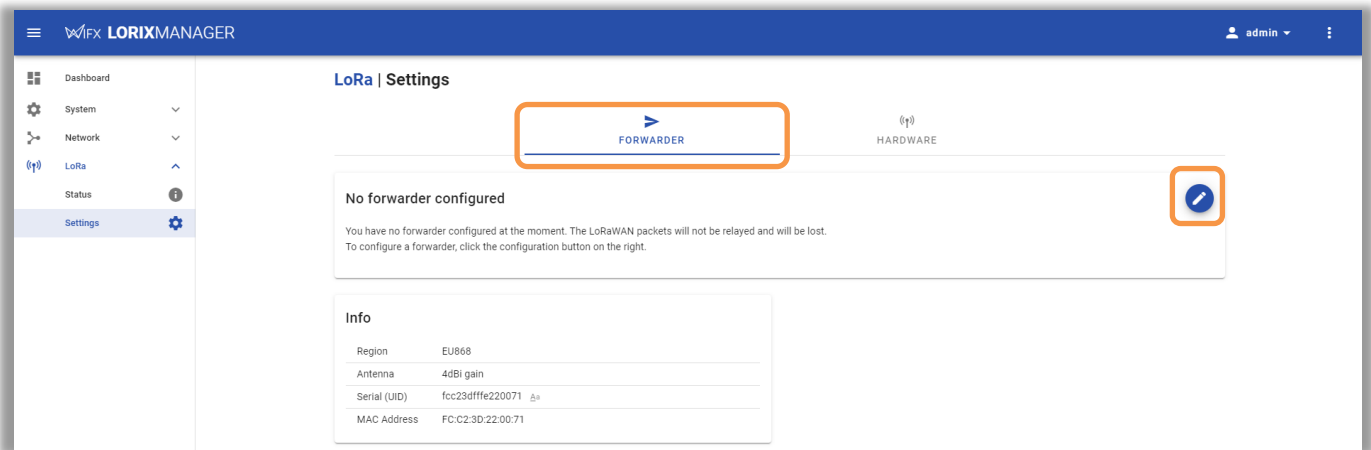 WIFX LORIXMANAGER
admin
Dashboard
System
Network
LoRa
Status
Settings
LoRa | Settings
FORWARDER
HARDWARE
No forwarder configured
You have no forwarder configured at the moment. The LoRaWAN packets will not be relayed and will be lost.
To configure a forwarder, click the configuration button on the right.
Info
Region EU868
Antenna 4dBi gain
Serial (UID) fcc23dfffe220071 Aa
MAC Address FC:C2:3D:22:00:71